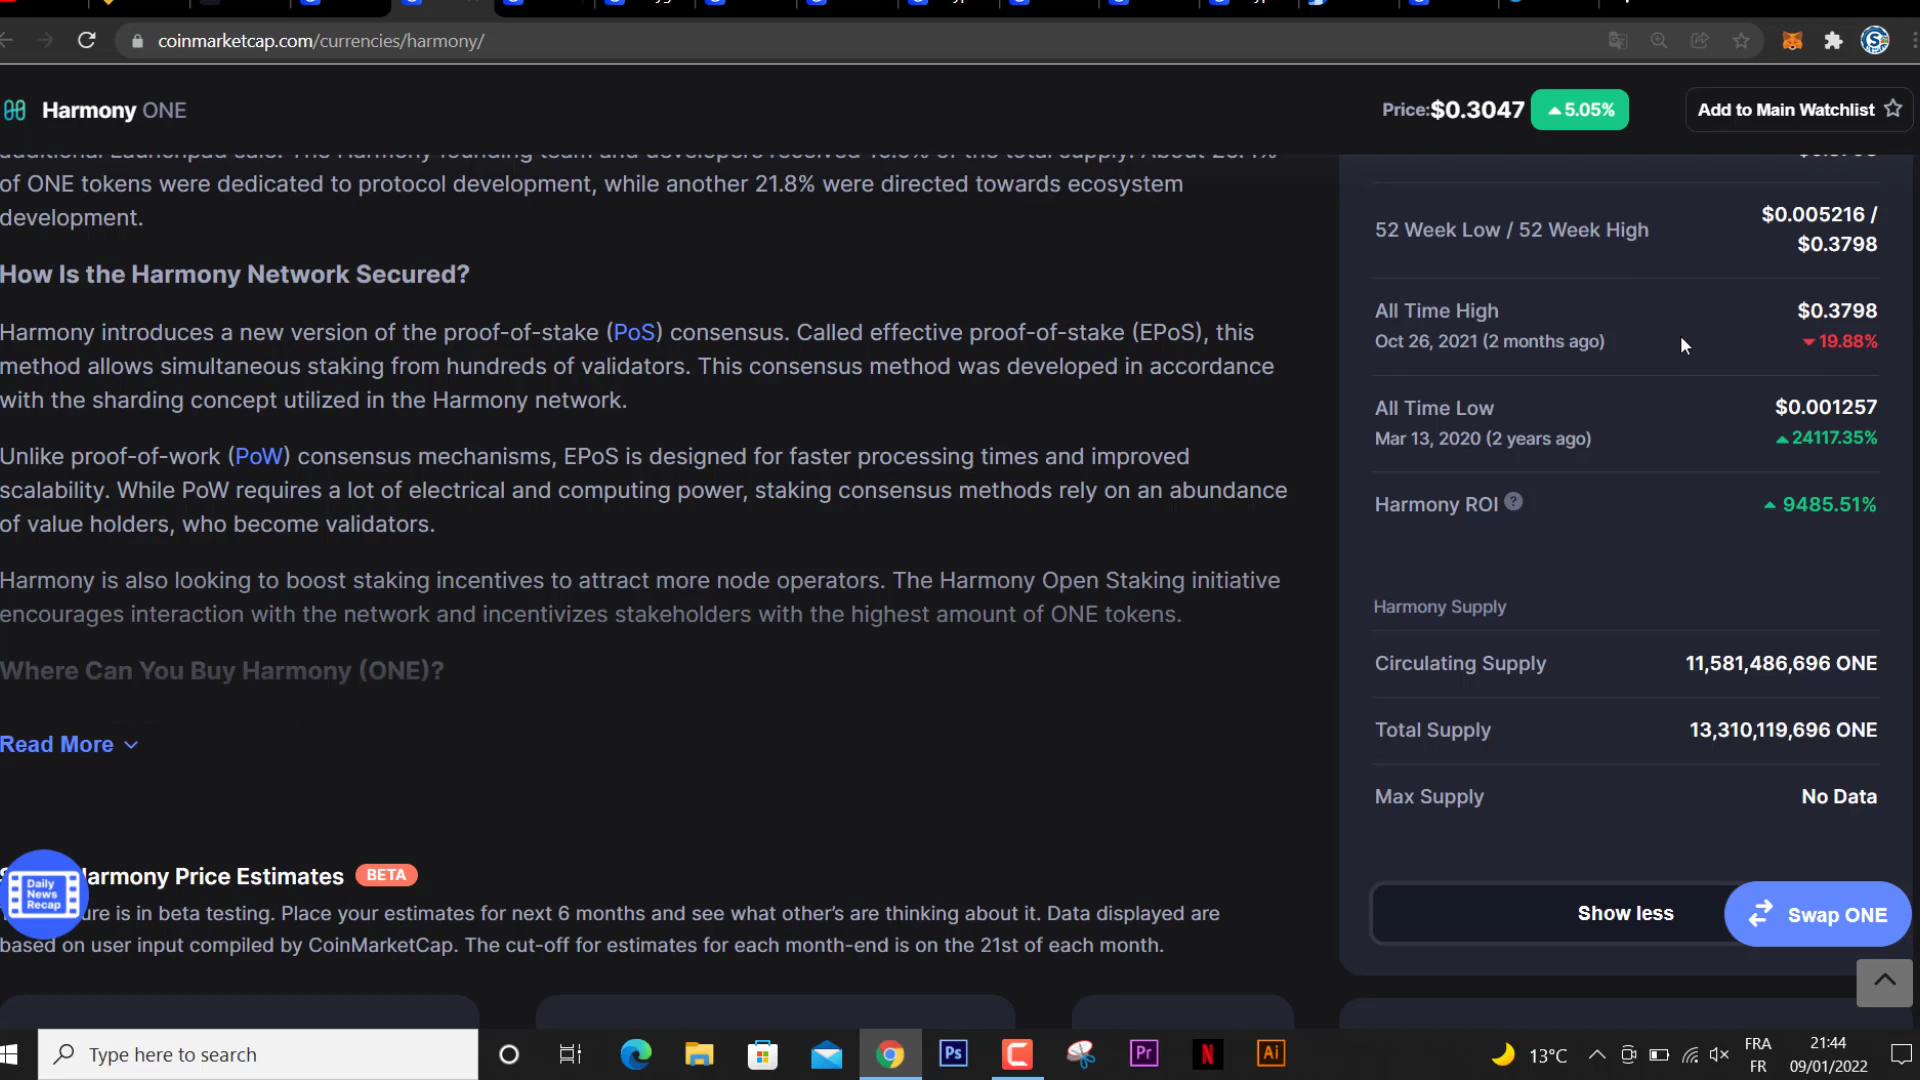 coinmarketcap.com/currencies/harmony/
Harmony ONE
Price:$0.3047
5.05%
Add to Main Watchlist
of ONE tokens were dedicated to protocol development, while another 21.8% were directed towards ecosystem
development.
How Is the Harmony Network Secured?
Harmony introduces a new version of the proof-of-stake (PoS) consensus. Called effective proof-of-stake (EPoS), this
method allows simultaneous staking from hundreds of validators. This consensus method was developed in accordance
with the sharding concept utilized in the Harmony network.
Unlike proof-of-work (PoW) consensus mechanisms, EPoS is designed for faster processing times and improved
scalability. While PoW requires a lot of electrical and computing power, staking consensus methods rely on an abundance
of value holders, who become validators.
Harmony is also looking to boost staking incentives to attract more node operators. The Harmony Open Staking initiative
encourages interaction with the network and incentivizes stakeholders with the highest amount of ONE tokens.
Where Can You Buy Harmony (ONE)?
Read More
Harmony Price Estimates BETA
is in beta testing. Place your estimates for next 6 months and see what other's are thinking about it. Data displayed are
based on user input compiled by CoinMarketCap. The cut-off for estimates for each month-end is on the 21st of each month.
Daily
News
Recap
52 Week Low / 52 Week High
$0.005216 /
$0.3798
All Time High
$0.3798
Oct 26, 2021 (2 months ago)
19.88%
All Time Low
$0.001257
Mar 13, 2020 (2 years ago)
24117.35%
Harmony ROI ?
9485.51%
Harmony Supply
Circulating Supply
11,581,486,696 ONE
Total Supply
13,310,119,696 ONE
Max Supply
No Data
Show less
Swap ONE
Type here to search
Ps
Pr
N
Ai
13°C
FRA
FR
21:44
09/01/2022